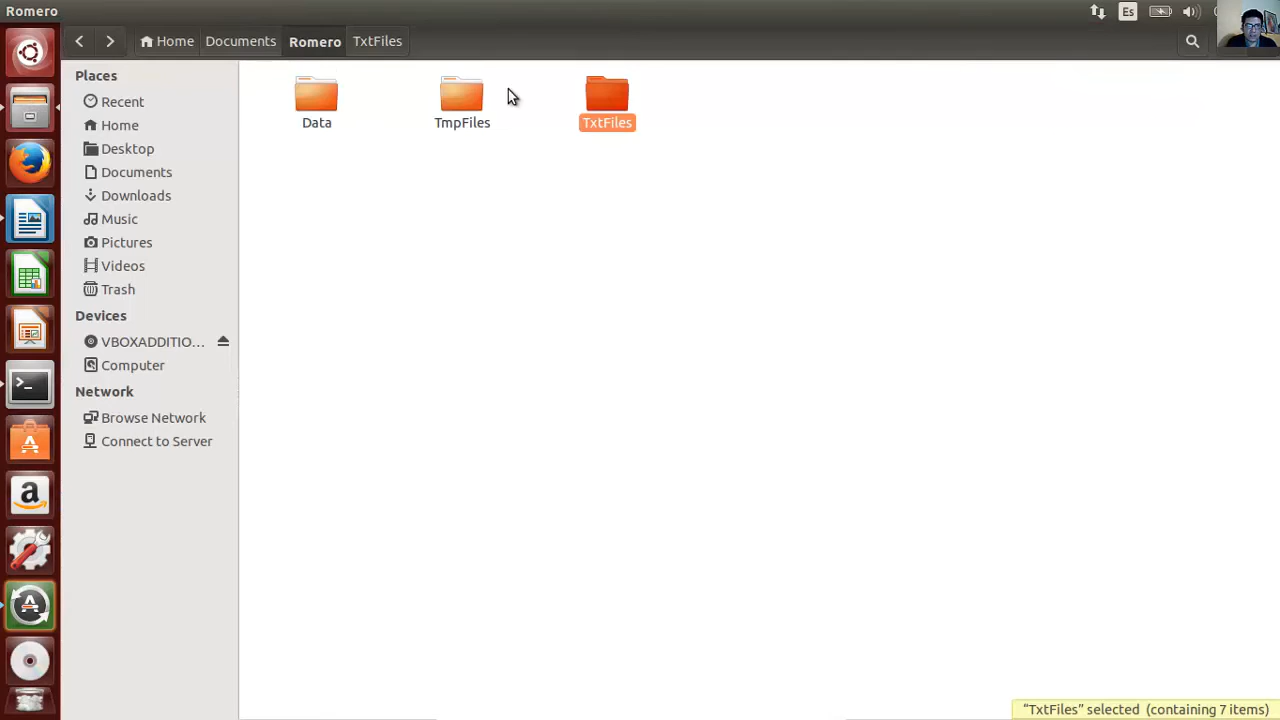 Romero
Es
Home Documents Romero TxtFiles
Places
Recent
Home
Desktop
Documents
Downloads
Music
Pictures
Videos
Trash
Devices
VBOXADDITIO...
Computer
Network
Browse Network
Connect to Server
Data
TmpFiles
TxtFiles
“TxtFiles” selected (containing 7 items)